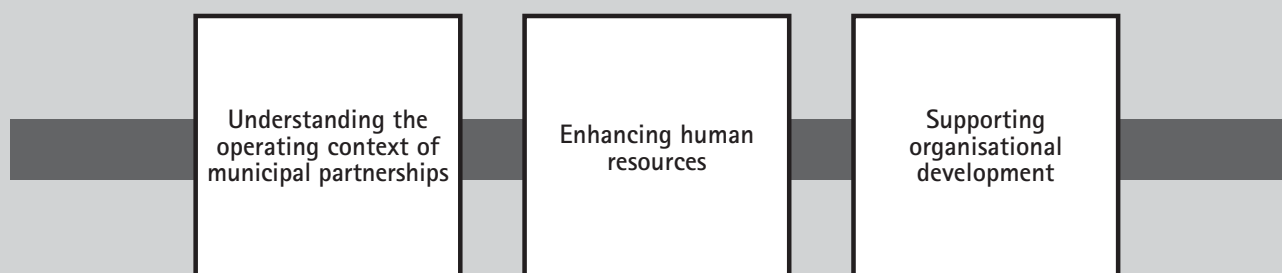 Understanding the
operating context of
municipal partnerships
Enhancing human
resources
Supporting
organisational
development